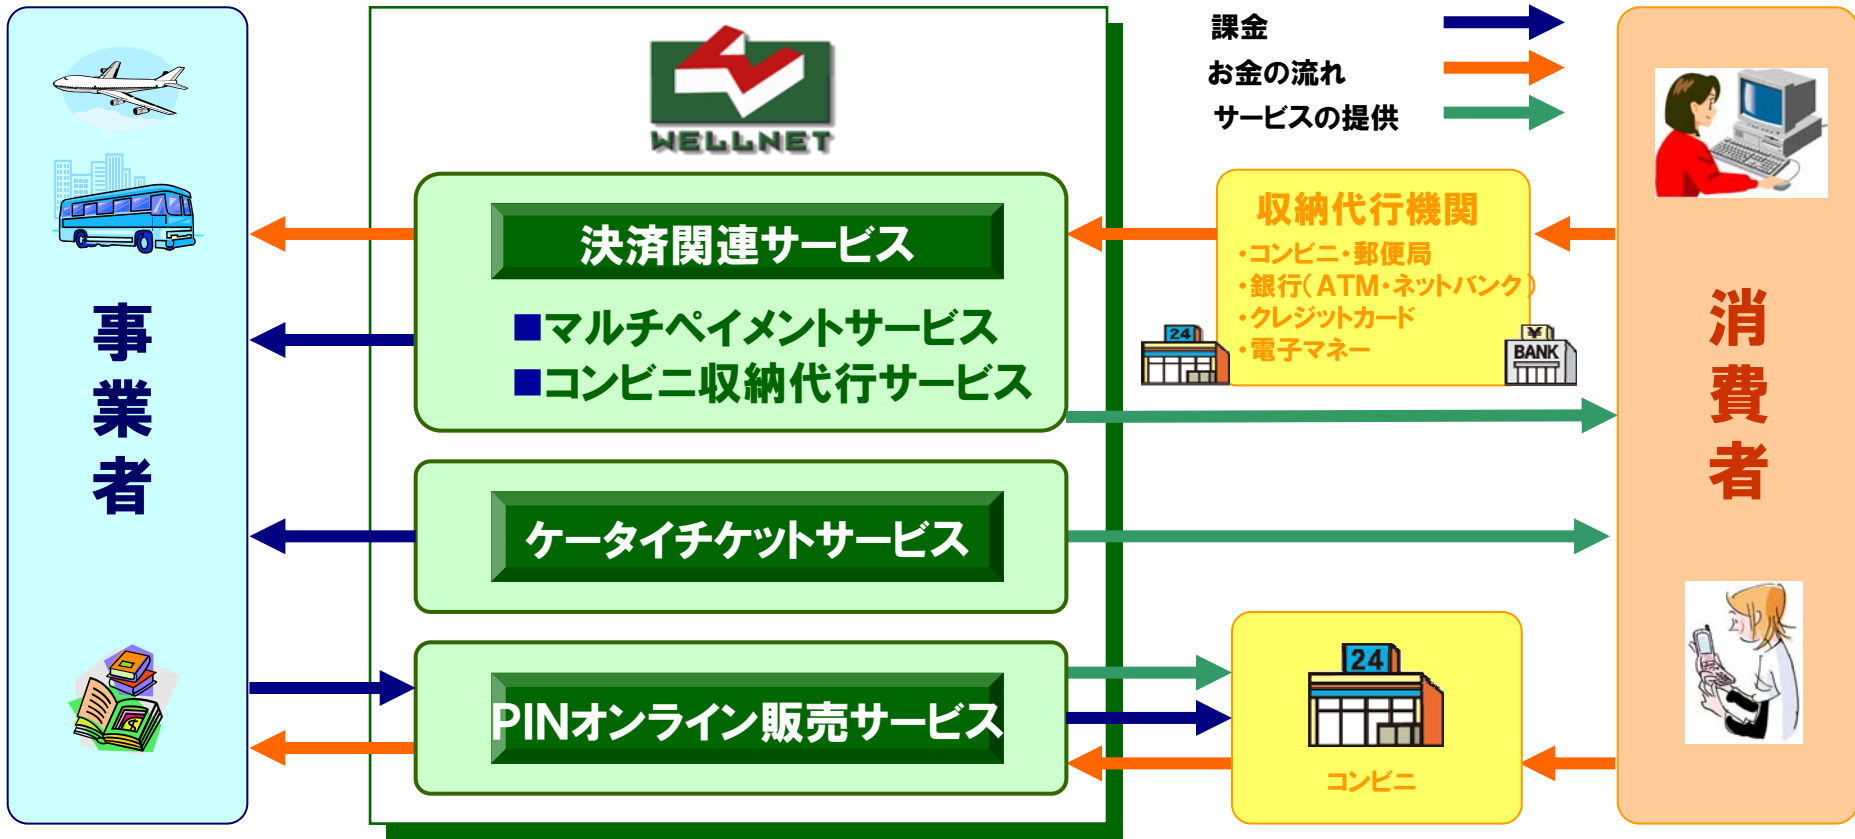 課金
お金の流れ
サービスの提供
WELLNET
事業者
決済関連サービス
■マルチペイメントサービス
■コンビニ収納代行サービス
ケータイチケットサービス
PINオンライン販売サービス
収納代行機関
・コンビニ・郵便局
・銀行(ATM・ネットバンク)
・クレジットカード
・電子マネー
24
¥
BANK
24
コンビニ
消費者